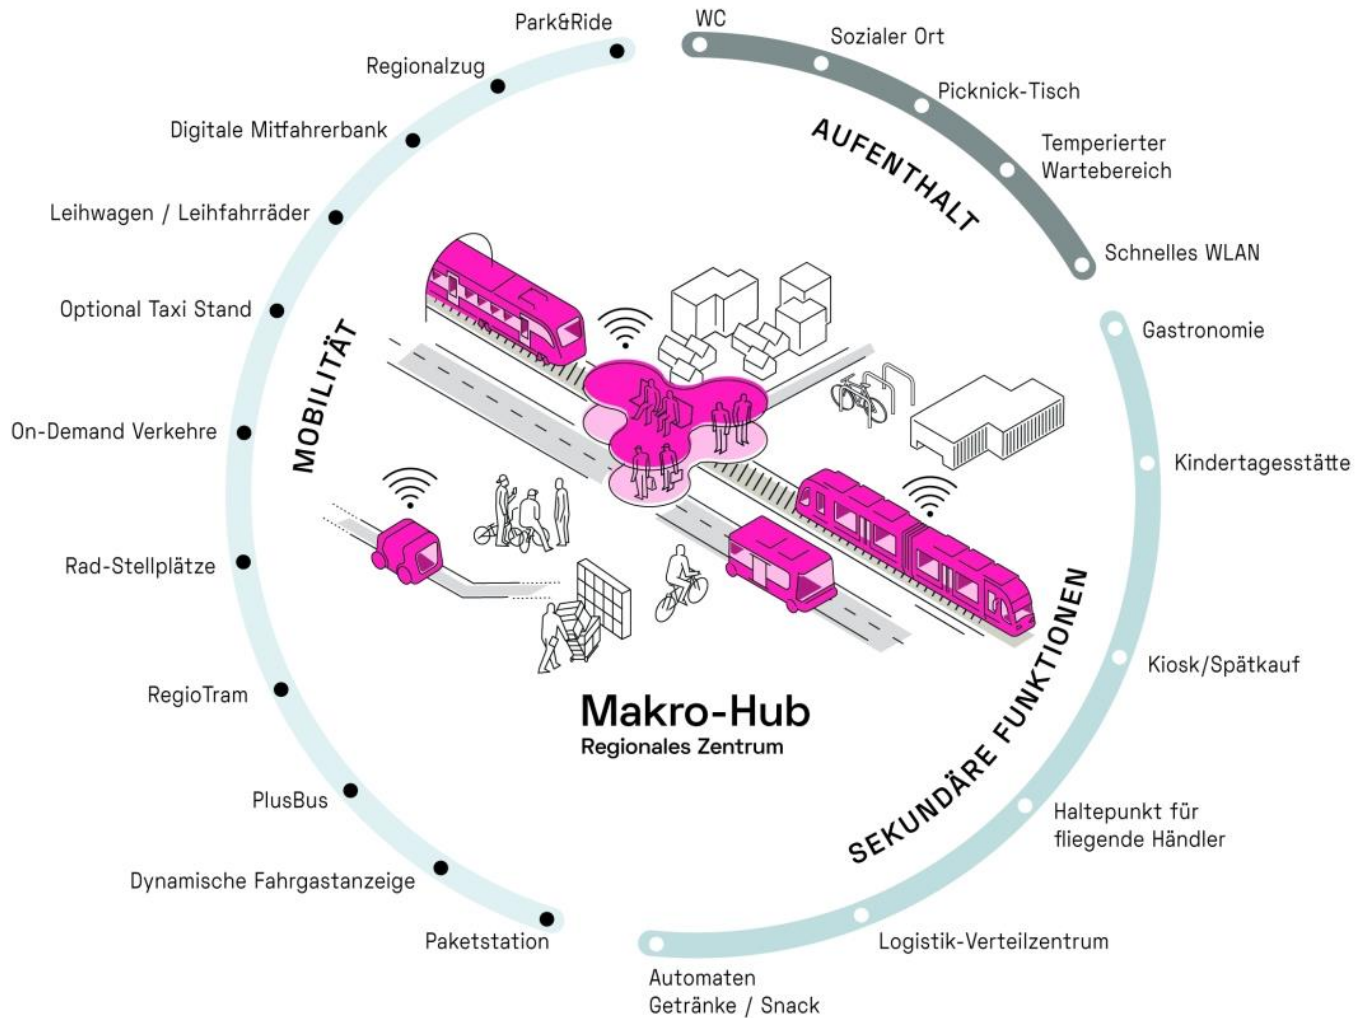 Park&Ride
Regionalzug
Digitale Mitfahrerbank
Leihwagen / Leihfahrräder
Optional Taxi Stand
On-Demand Verkehre
Rad-Stellplätze
RegioTram
PlusBus
Dynamische Fahrgastanzeige
Paketstation
MOBILITÄT
WC
Sozialer Ort
Picknick-Tisch
Temperierter
Wartebereich
Schnelles WLAN
AUFENTHALT
Gastronomie
Kindertagesstätte
Kiosk/Spätkauf
Haltepunkt für
fliegende Händler
Logistik-Verteilzentrum
Automaten
Getränke / Snack
SEKUNDÄRE FUNKTIONEN
Makro-Hub
Regionales Zentrum